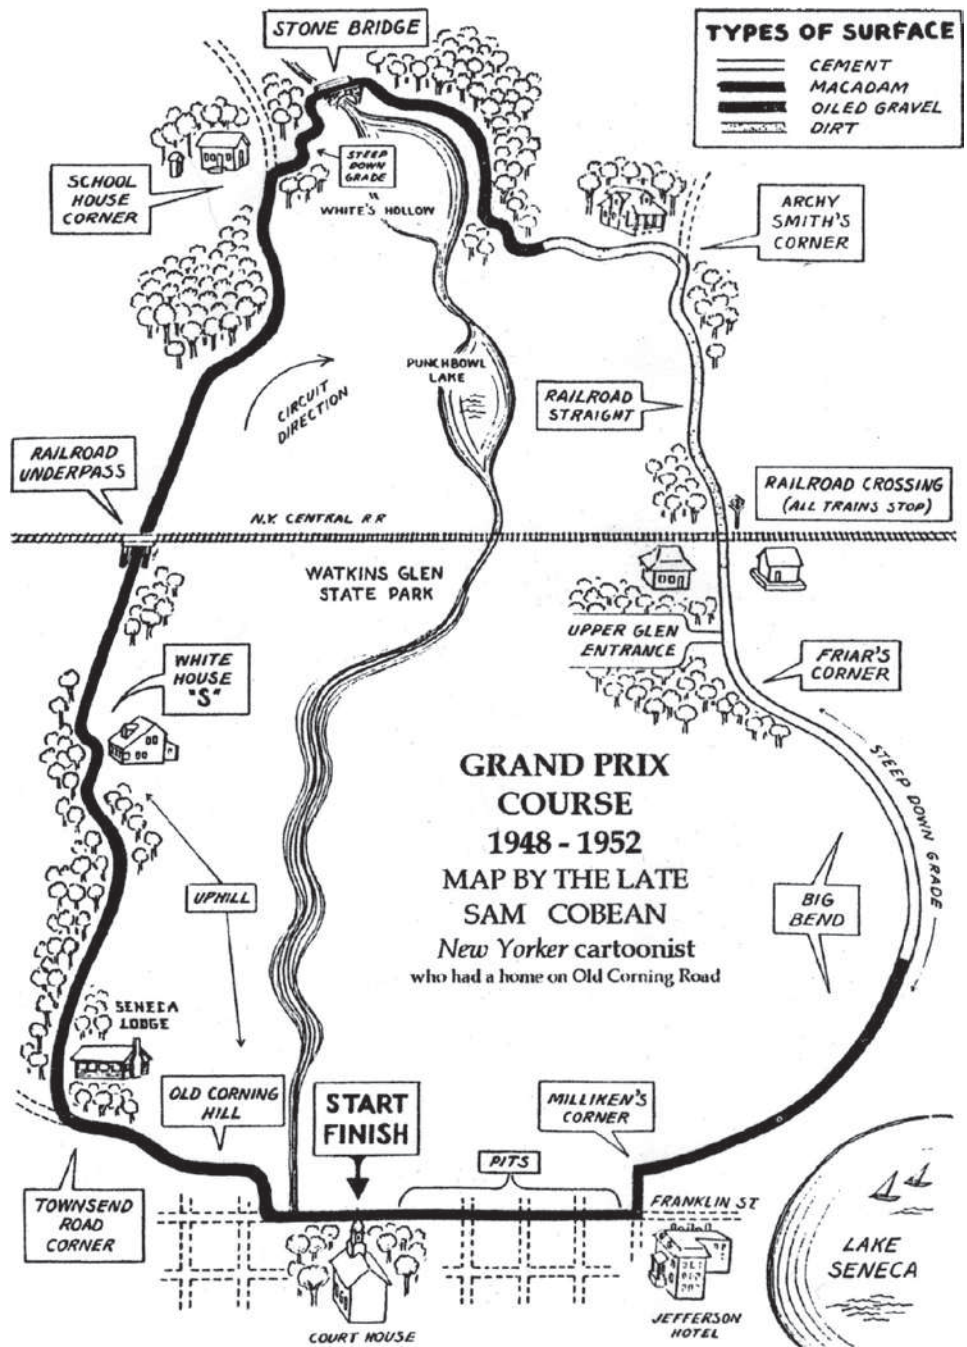 STONE BRIDGE
TYPES OF SURFACE
CEMENT
MACADAM
OILED GRAVEL
DIRT
STEEP
DOWN
GRADE
SCHOOL
HOUSE
CORNER
WHITE'S HOLLOW
ARCHY
SMITH'S
CORNER
PUNCHBOWL
LAKE
CIRCUIT
DIRECTION
RAILROAD
STRAIGHT
RAILROAD
UNDERPASS
RAILROAD CROSSING
(ALL TRAINS STOP)
N.Y. CENTRAL R R
WATKINS GLEN
STATE PARK
UPPER GLEN
ENTRANCE
FRIAR'S
CORNER
WHITE
HOUSE
"S"
STEEP DOWN GRADE
GRAND PRIX
COURSE
1948 - 1952
MAP BY THE LATE
SAM COBEAN
New Yorker cartoonist
who had a home on Old Corning Road
UPHILL
BIG
BEND
SENECA
LODGE
OLD CORNING
HILL
START
FINISH
MILLIKEN'S
CORNER
PITS
TOWNSEND
ROAD
CORNER
FRANKLIN ST.
LAKE
SENECA
COURT HOUSE
JEFFERSON
HOTEL